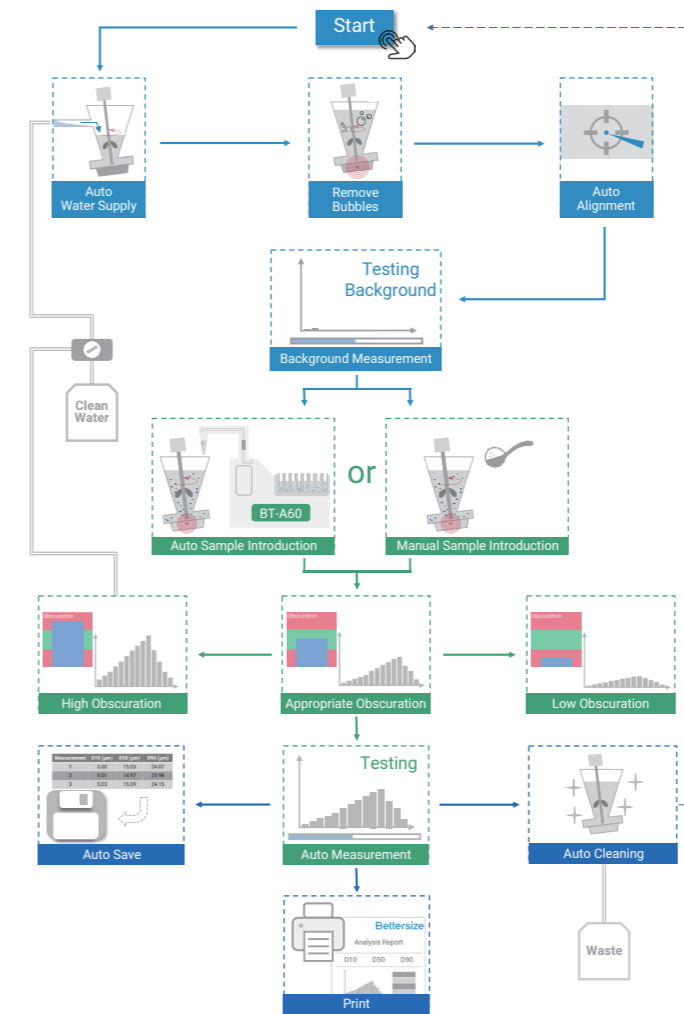 Start
Auto
Water Supply
Remove
Bubbles
Auto
Alignment
Testing
Background
Background Measurement
Clean
Water
BT-A60
or
Auto Sample Introduction
Manual Sample Introduction
Obscuration
Obscuration
Obscuration
High Obscuration
Appropriate Obscuration
Low Obscuration
Measurement D10 (μm) D50 (μm) D90 (μm)
1 5.00 15.03 24.07
2 5.01 14.97 23.98
3 5.03 15.09 24.15
Testing
Auto Save
Auto Measurement
Auto Cleaning
Bettersize
Analysis Report
D10 D50 D90
Waste
Print